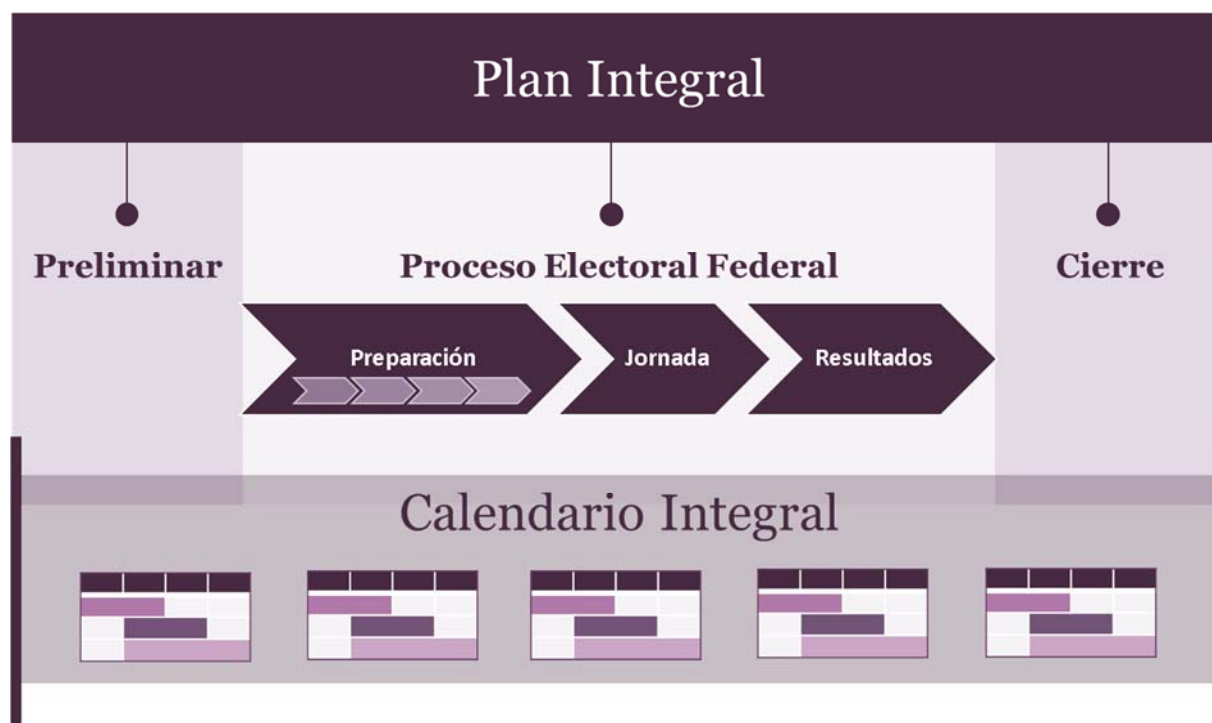 Plan Integral
Preliminar
Proceso Electoral Federal
Cierre
Preparación
Jornada
Resultados
Calendario Integral